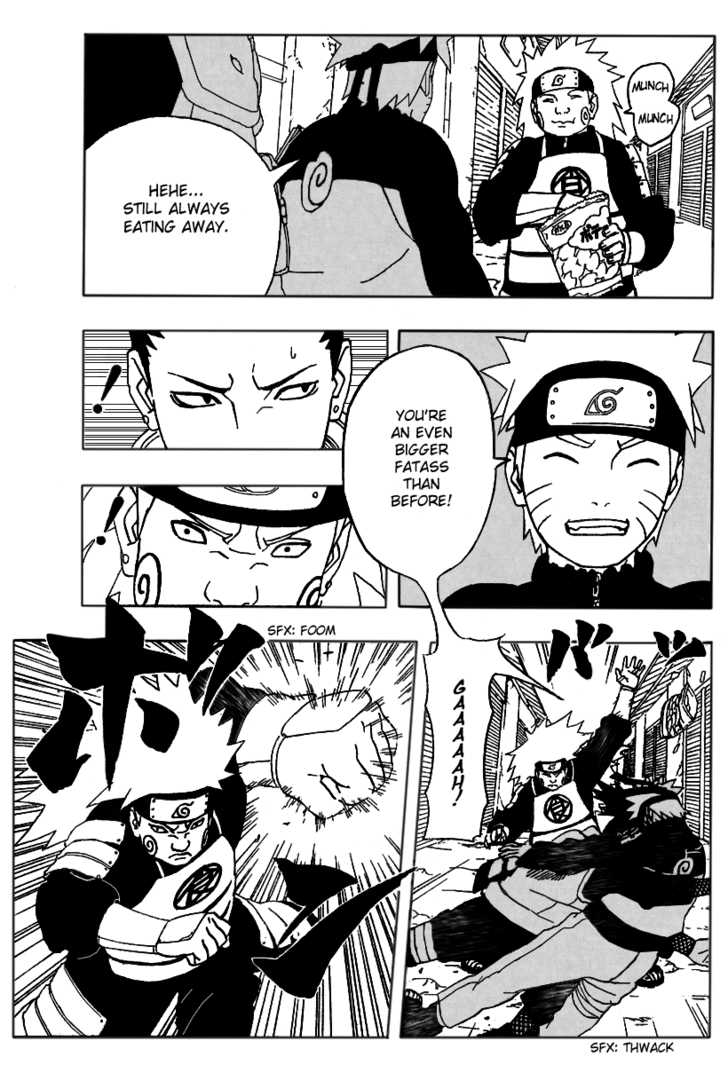 MUNCH
MUNCH
HEHE...
STILL ALWAYS
EATING AWAY.
YOU'RE
AN EVEN
BIGGER
FATASS
THAN
BEFORE!
SFX: FOOM
GAAAAAH!
SFX: THWACK